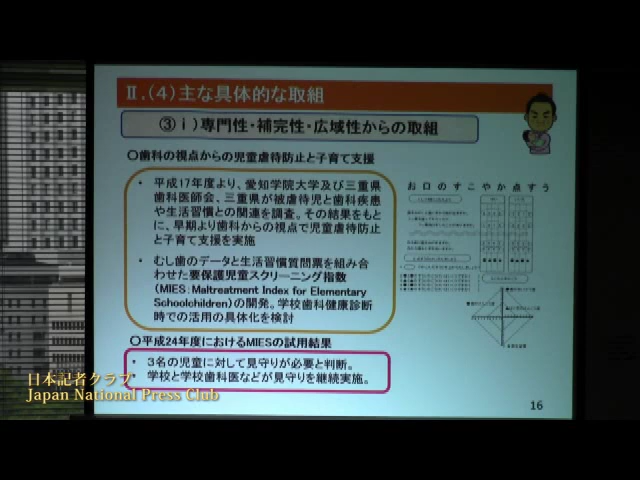 Ⅱ.(4)主な具体的な取組
③ⅰ)専門性・補完性・広域性からの取組
○歯科の視点からの児童虐待防止と子育て支援
・ 平成17年度より、愛知学院大学及び三重県
歯科医師会、三重県が被虐待児と歯科疾患
や生活習慣との関連を調査。その結果をもと
に、早期より歯科からの視点で児童虐待防止
と子育て支援を実施
・ むし歯のデータと生活習慣質問票を組み合
わせた要保護児童スクリーニング指数
(MIES:Maltreatment Index for Elementary
Schoolchildren)の開発。学校歯科健康診断
時での活用の具体化を検討
○平成24年度におけるMIESの試用結果
・ 3名の児童に対して見守りが必要と判断。
学校と学校歯科医などが見守りを継続実施。
お口のすこやか点すう
16
日本記者クラブ
Japan National Press Club